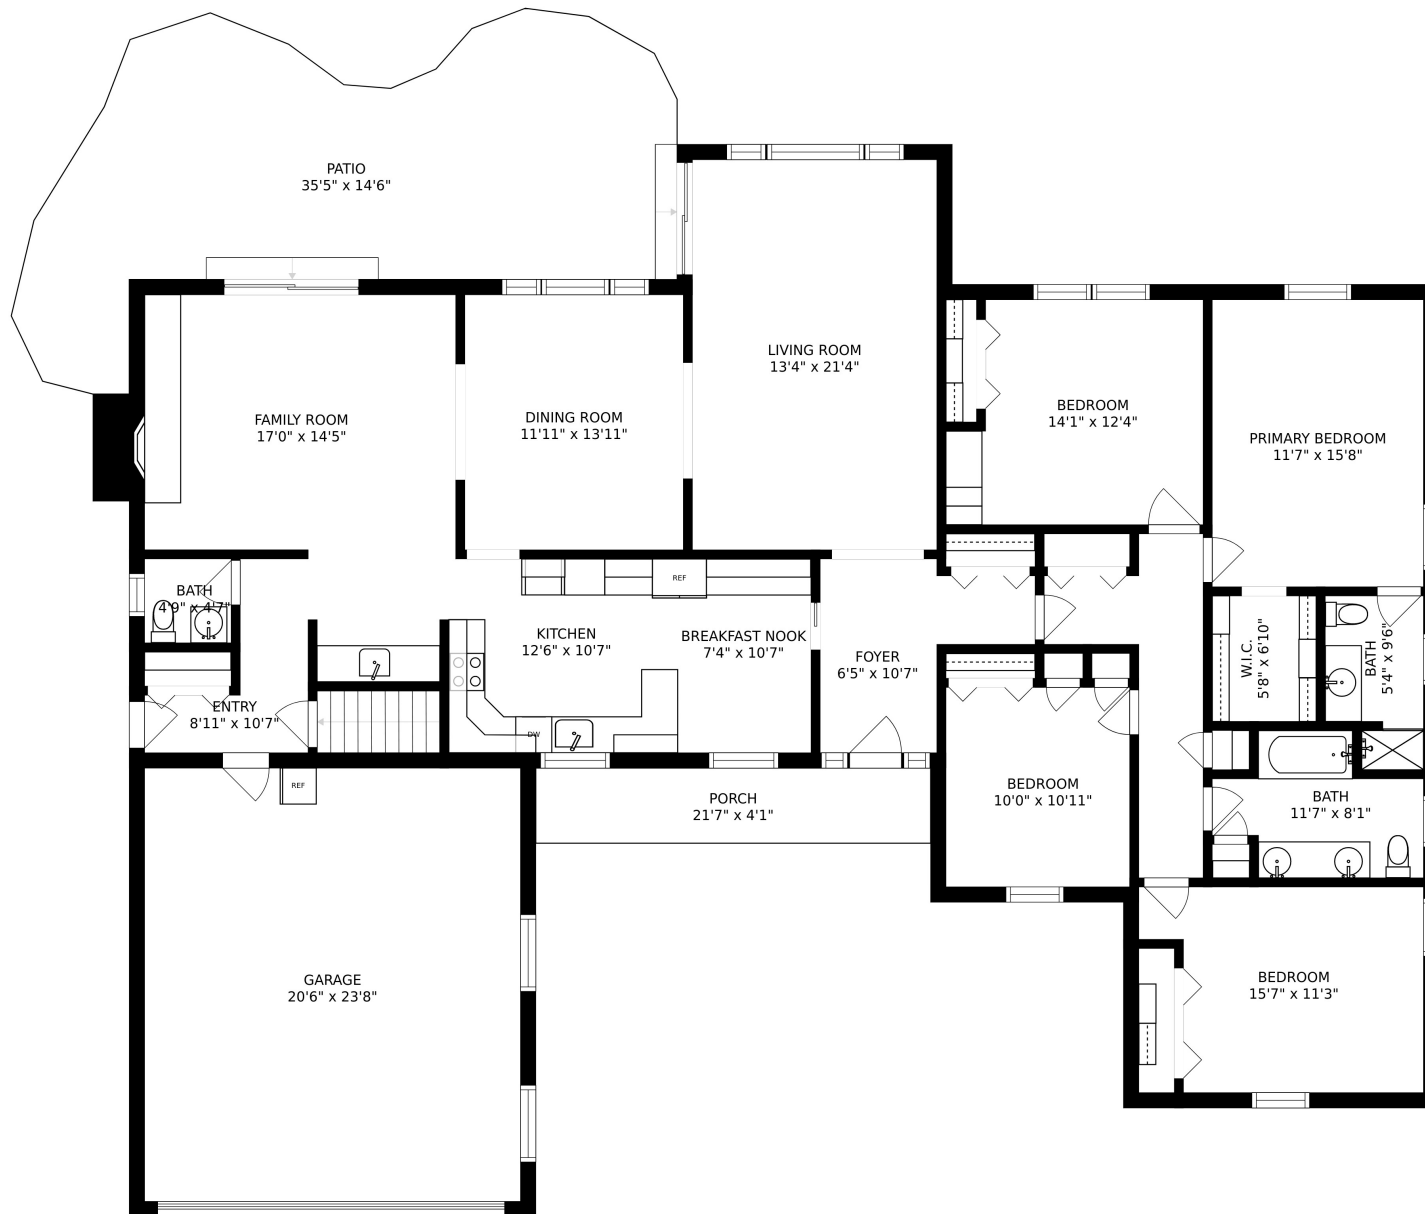 PATIO
35'5" x 14'6"
LIVING ROOM
13'4" x 21'4"
FAMILY ROOM
17'0" x 14'5"
DINING ROOM
11'11" x 13'11"
BEDROOM
14'1" x 12'4"
PRIMARY BEDROOM
11'7" x 15'8"
BATH
4'9" x 4'7"
REF
KITCHEN
12'6" x 10'7"
BREAKFAST NOOK
7'4" x 10'7"
FOYER
6'5" x 10'7"
W.I.C.
5'8" x 6'10"
BATH
5'4" x 9'6"
ENTRY
8'11" x 10'7"
DW
REF
PORCH
21'7" x 4'1"
BEDROOM
10'0" x 10'11"
BATH
11'7" x 8'1"
GARAGE
20'6" x 23'8"
BEDROOM
15'7" x 11'3"